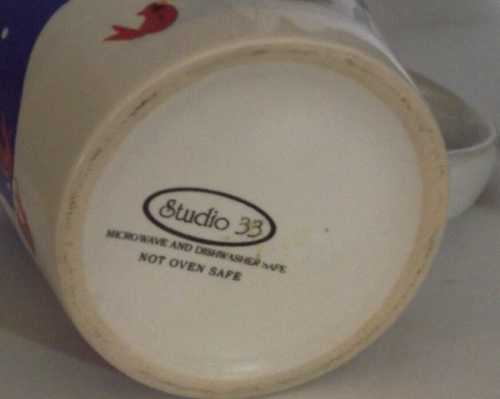 Studio 33
MICROWAVE AND DISHWASHER SAFE
NOT OVEN SAFE